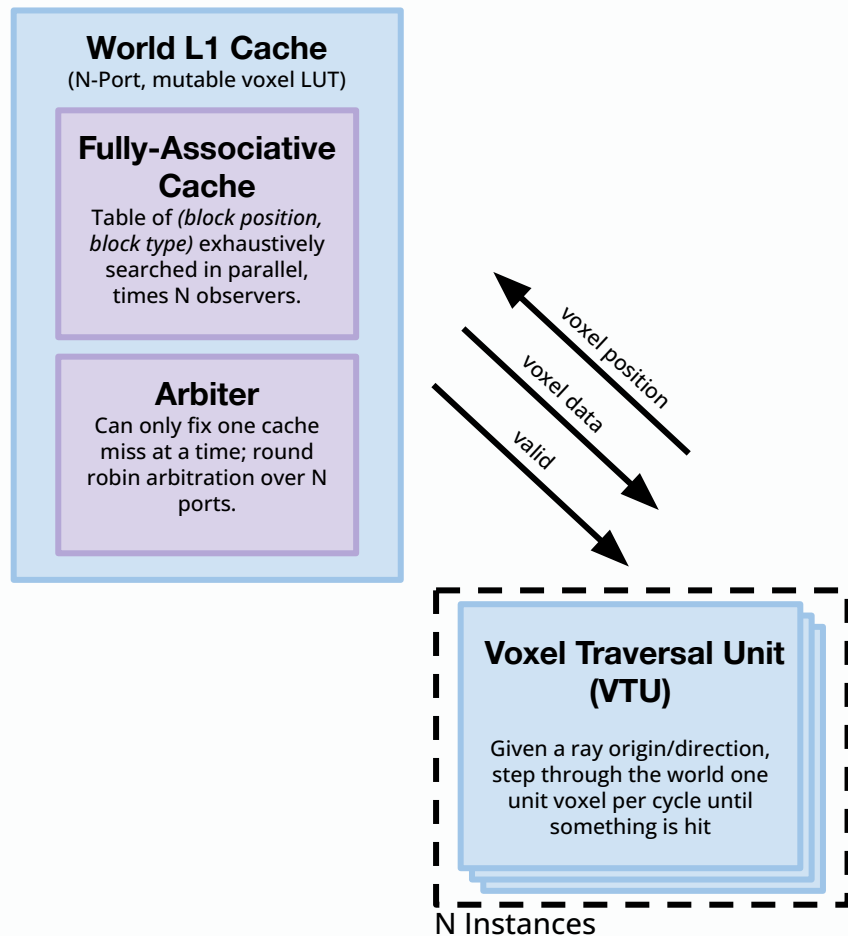 World L1 Cache
(N-Port, mutable voxel LUT)
Fully-Associative
Cache
Table of (block position,
block type) exhaustively
searched in parallel,
times N observers.
Arbiter
Can only fix one cache
miss at a time; round
robin arbitration over N
ports.
voxel position
voxel data
valid
Voxel Traversal Unit
(VTU)
Given a ray origin/direction,
step through the world one
unit voxel per cycle until
something is hit
N Instances